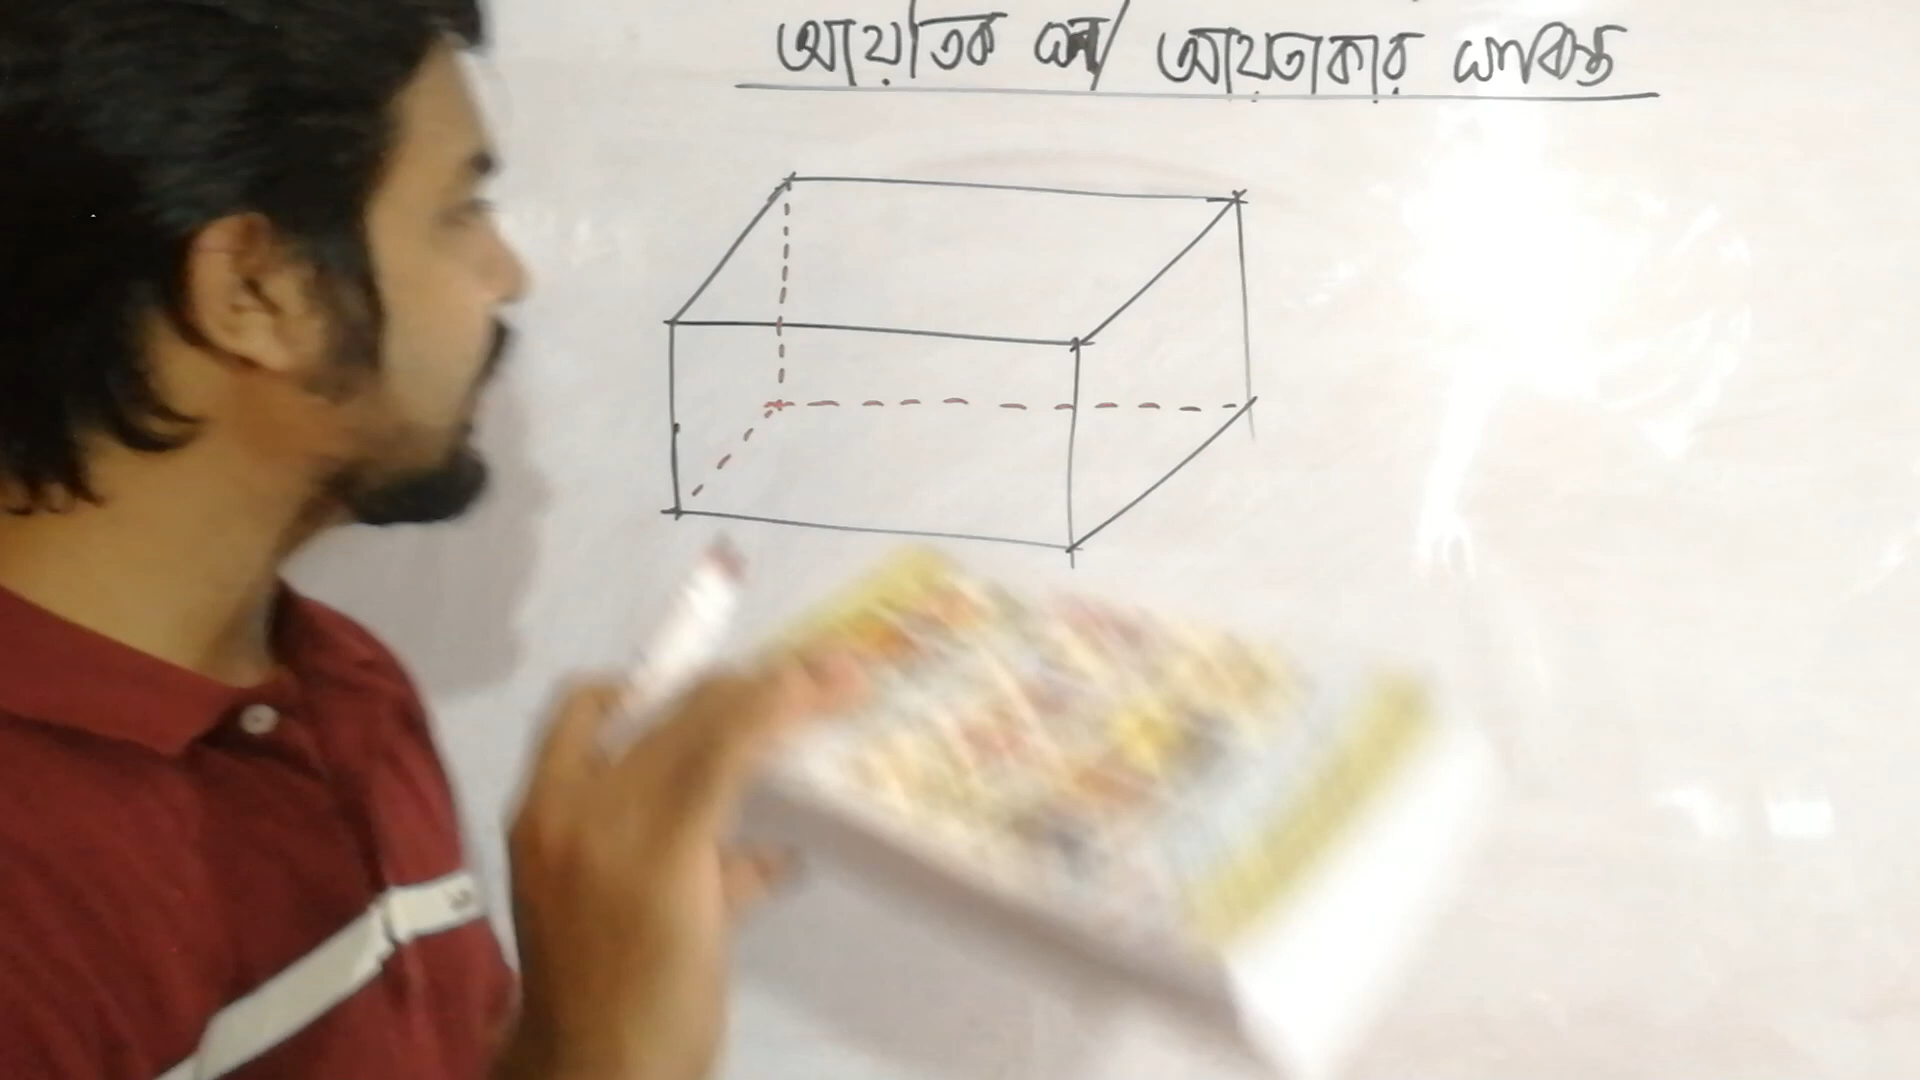 আয়তিক ঘন/ আয়তাকার ঘনবস্তু